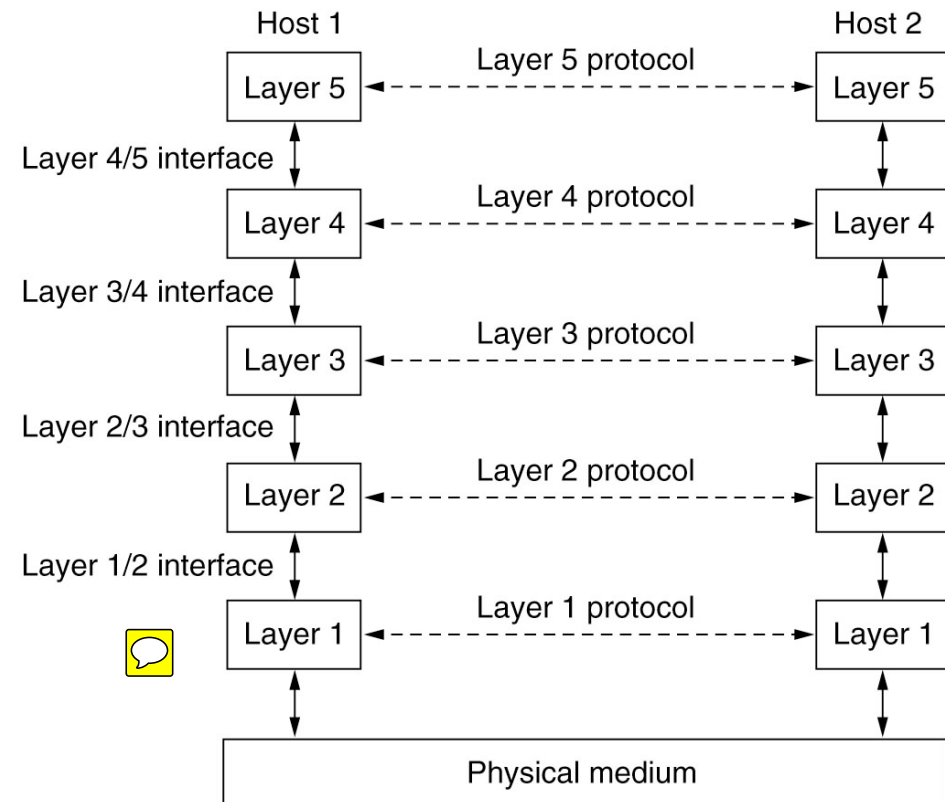 Host 1
Host 2
Layer 5 protocol
Layer 5
Layer 5
Layer 4/5 interface
Layer 4 protocol
Layer 4
Layer 4
Layer 3/4 interface
Layer 3 protocol
Layer 3
Layer 3
Layer 2/3 interface
Layer 2 protocol
Layer 2
Layer 2
Layer 1/2 interface
Layer 1 protocol
Layer 1
Layer 1
Physical medium